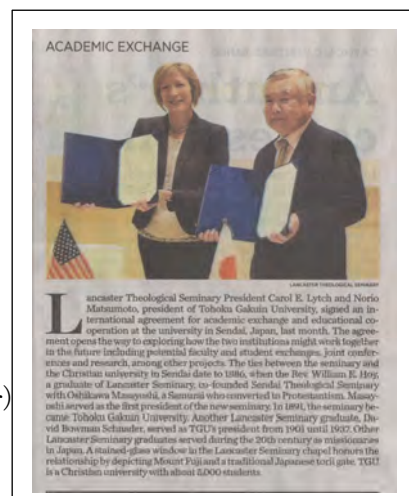 ACADEMIC EXCHANGE
LANCASTER THEOLOGICAL SEMINARY
Lancaster Theological Seminary President Carol E. Lytch and Norio
Matsumoto, president of Tohoku Gakuin University, signed an in-
ternational agreement for academic exchange and educational co-
operation at the university in Sendai, Japan, last month. The agree-
ment opens the way to exploring how the two institutions might work together
in the future including potential faculty and student exchanges, joint confer-
ences and research, among other projects. The ties between the seminary and
the Christian university in Sendai date to 1886, when the Rev. William E. Hoy,
a graduate of Lancaster Seminary, co-founded Sendai Theological Seminary
with Oshikawa Masayoshi, a Samurai who converted to Protestantism. Masay-
oshi served as the first president of the new seminary. In 1891, the seminary be-
came Tohoku Gakuin University. Another Lancaster Seminary graduate, Da-
vid Bowman Schneder, served as TGU's president from 1901 until 1937. Other
Lancaster Seminary graduates served during the 20th century as missionaries
in Japan. A stained-glass window in the Lancaster Seminary chapel honors the
relationship by depicting Mount Fuji and a traditional Japanese torii gate. TGU
is a Christian university with about 5,000 students.